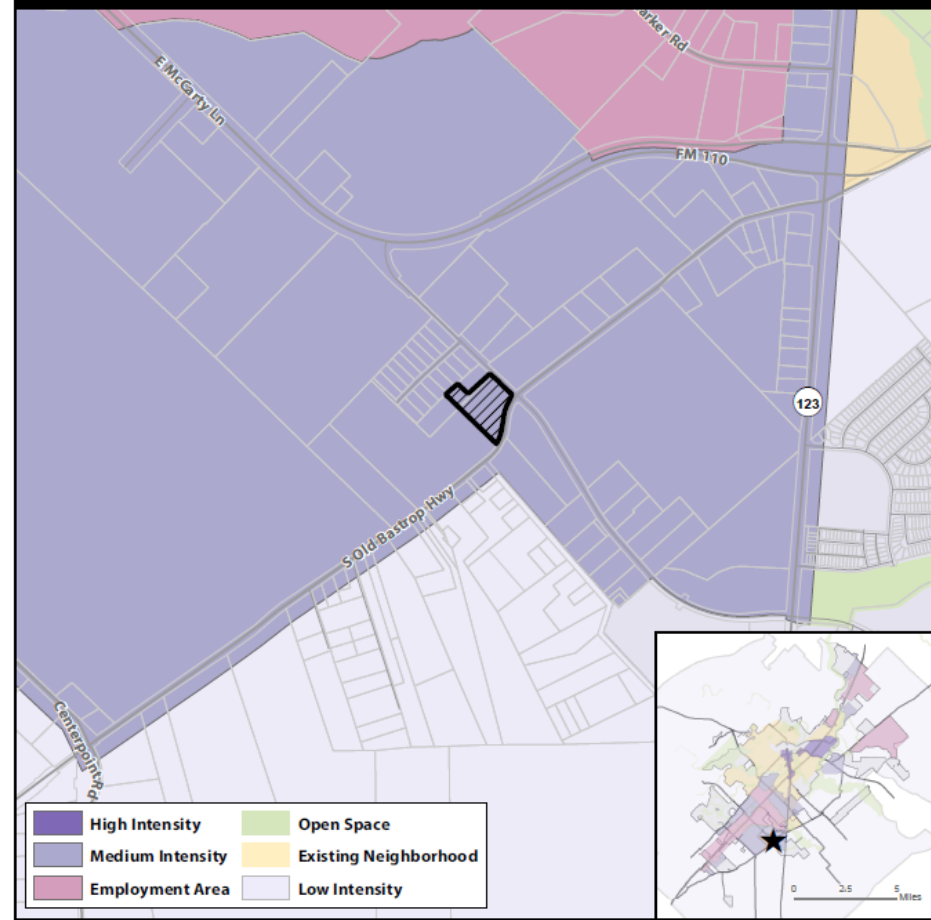 arker Rd
E McCarty Ln
FM 110
123
S Old Bastrop Hwy
Centerpoint Rd
High Intensity
Medium Intensity
Employment Area
Open Space
Existing Neighborhood
Low Intensity
0 2.5 5
Miles